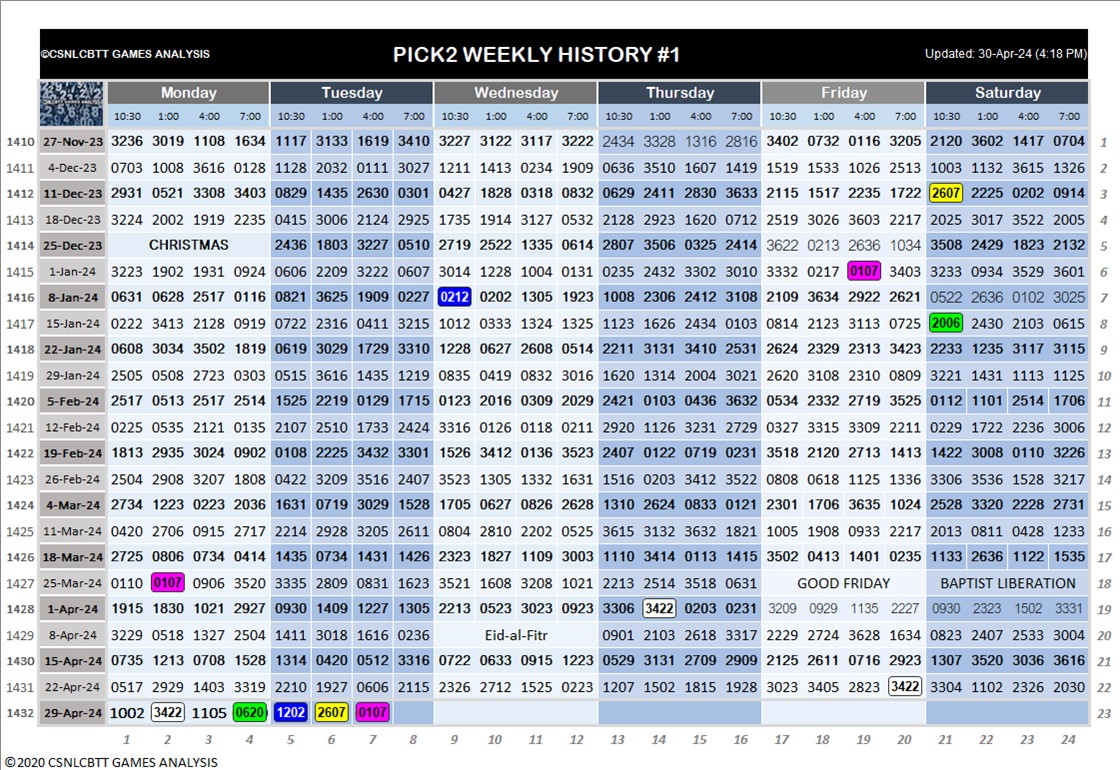 ©CSNLCBTT GAMES ANALYSIS PICK2 WEEKLY HISTORY #1 Updated: 30-Apr-24 (4:18 PM)
Monday Tuesday Wednesday Thursday Friday Saturday
10:30 1:00 4:00 7:00 10:30 1:00 4:00 8:00 10:30 1:00 4:00 7:00 10:30 1:00 4:00 7:00 10:30 1:00 4:00 7:00 10:30 1:00 4:00 7:00
1410 27-Nov-23 3236 3019 1108 1634 1117 3133 1619 3410 3227 3122 3117 3222 2434 3328 1316 2816 3402 0732 0116 3205 2120 3602 1417 0704 1
1411 4-Dec-23 0703 1008 3616 0128 1128 2032 0111 3027 1211 1413 0234 1909 0636 3510 1607 1419 1519 1533 1026 2513 1003 1132 3615 1326 2
1412 11-Dec-23 2931 0521 3308 3403 0829 1435 2630 0301 0427 1828 0318 0832 0629 2411 2830 3633 2115 1517 2235 1722 2607 2225 0202 0914 3
1413 18-Dec-23 3224 2002 1919 2235 0415 3006 2124 2925 1735 1914 3127 0532 2128 2923 1620 0712 2519 3026 3603 2217 2025 3017 3522 2005 4
1414 25-Dec-23 CHRISTMAS 2436 1803 3227 0510 2719 2522 1335 0614 2807 3506 0325 2414 3622 0213 2636 1034 3508 2429 1823 2132 5
1415 1-Jan-24 3223 1902 1931 0924 0606 2209 3222 0607 3014 1228 1004 0131 0235 2432 3302 3010 3332 0217 0107 3403 3233 0934 3529 3601 6
1416 8-Jan-24 0631 0628 2517 0116 0821 3625 1909 0227 0212 0202 1305 1923 1008 2306 2412 3108 2109 3634 2922 2621 0522 2636 0102 3025 7
1417 15-Jan-24 0222 3413 2128 0919 0722 2316 0411 3215 1012 0333 1324 1325 1123 1626 2434 0103 0814 2123 3113 0725 2006 2430 2103 0615 8
1418 22-Jan-24 0608 3034 3502 1819 0619 3029 1729 3310 1228 0627 2608 0514 2211 3131 3410 2531 2624 2329 2313 3423 2233 1235 3117 3115 9
1419 29-Jan-24 2505 0508 2723 0303 0515 3616 1435 1219 0835 0419 0832 3016 1620 1314 2004 3021 2620 3108 2310 0809 3221 1431 1113 1125 10
1420 5-Feb-24 2517 0513 2517 2514 1525 2219 0129 1715 0123 2016 0309 2029 2421 0103 0436 3632 0534 2332 2719 3525 0112 1101 2514 1706 11
1421 12-Feb-24 0225 0535 2121 0135 2107 2510 1733 2424 3316 0126 0118 0211 2920 1126 3231 2729 0327 3315 3309 2211 0229 1722 2236 3006 12
1422 19-Feb-24 1813 2935 3024 0902 0108 2225 3432 3301 1526 3412 0136 3523 2407 0122 0719 0231 3518 2120 2713 1413 1422 3008 0110 3226 13
1423 26-Feb-24 2504 2908 3207 1808 0422 3209 3516 2407 3523 1305 1332 1631 1516 0203 3412 3522 0808 0618 1125 1336 3306 3536 1528 3217 14
1424 4-Mar-24 2734 1223 0223 2036 1631 0719 3029 1528 1705 0627 0826 2628 1310 2624 0833 0121 2301 1706 3635 1024 2528 3320 2228 2731 15
1425 11-Mar-24 0420 2706 0915 2717 2214 2928 3205 2611 0804 2810 2202 0525 3615 3132 3632 1821 1005 1908 0933 2217 2013 0811 0428 1233 16
1426 18-Mar-24 2725 0806 0734 0414 1435 0734 1431 1426 2323 1827 1109 3003 1110 3414 0113 1415 3502 0413 1401 0235 1133 2636 1122 1535 17
1427 25-Mar-24 0110 0107 0906 3520 3335 2809 0831 1623 3521 1608 3208 1021 2213 2514 3518 0631 GOOD FRIDAY BAPTIST LIBERATION 18
1428 1-Apr-24 1915 1830 1021 2927 0930 1409 1227 1305 2213 0523 3023 0923 3306 3422 0203 0231 3209 0929 1135 2227 0930 2323 1502 3331 19
1429 8-Apr-24 3229 0518 1327 2504 1411 3018 1616 0236 Eid-al-Fitr 0901 2103 2618 3317 2229 2724 3628 1634 0823 2407 2533 3004 20
1430 15-Apr-24 0735 1213 0708 1528 1314 0420 0512 3316 0722 0633 0915 1223 0529 3131 2709 2909 2125 2611 0716 2923 1307 3520 3036 3616 21
1431 22-Apr-24 0517 2929 1403 3319 2210 1927 0606 2115 2326 2712 1525 0223 1207 1502 1815 1928 3023 3405 2823 3422 3304 1102 2326 2030 22
1432 29-Apr-24 1002 3422 1105 0620 1202 2607 0107 23
1 2 3 4 5 6 7 8 9 10 11 12 13 14 15 16 17 18 19 20 21 22 23 24
©2020 CSNLCBTT GAMES ANALYSIS